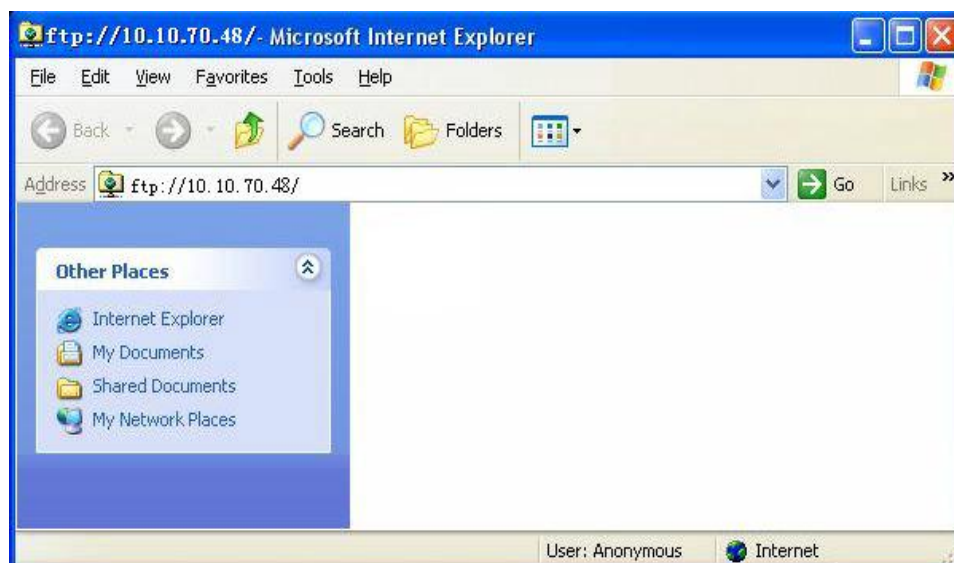 ftp://10.10.70.48/- Microsoft Internet Explorer
File Edit View Favorites Tools Help
Back Search Folders
Address ftp://10.10.70.48/ Go Links »
Other Places
Internet Explorer
My Documents
Shared Documents
My Network Places
User: Anonymous Internet